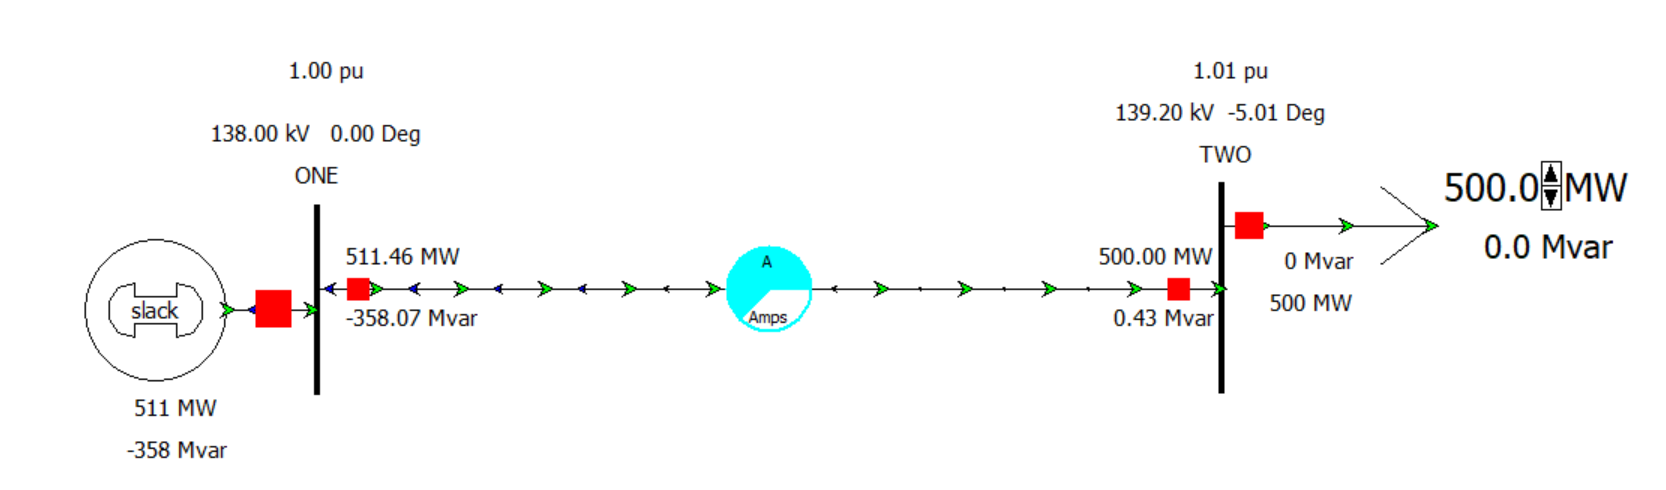 1.00 pu
1.01 pu
139.20 kV -5.01 Deg
138.00 kV 0.00 Deg
TWO
ONE
500.0 MW
0.0 Mvar
511.46 MW
A
500.00 MW
0 Mvar
slack
-358.07 Mvar
Amps
0.43 Mvar
500 MW
511 MW
-358 Mvar